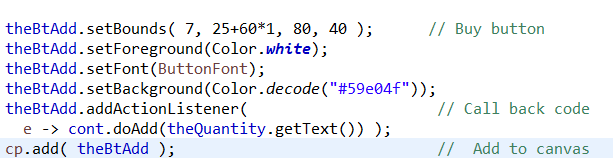 theBtAdd.setBounds( 7, 25+60*1, 80, 40 );       // Buy button
theBtAdd.setForeground(Color.white);
theBtAdd.setFont(ButtonFont);
theBtAdd.setBackground(Color.decode("#59e04f"));
theBtAdd.addActionListener(                      // Call back code
  e -> cont.doAdd(theQuantity.getText()) );
cp.add( theBtAdd );                              //  Add to canvas